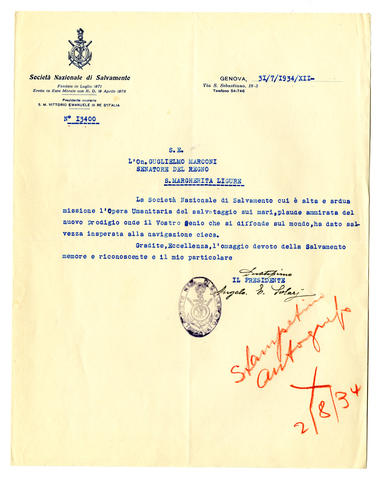 Società Nazionale di Salvamento
Fondata in Luglio 1871
Eretta in Ente Morale con R. D. 18 Aprile 1876
Presidente onorario
S. M. VITTORIO EMANUELE III RE D'ITALIA
N° 13400
GENOVA, 31/7/1934/XII-
Via S. Sebastiano, 15-3
Telefono 54-746
S.E.
L'On. GUGLIELMO MARCONI
SENATORE DEL REGNO
S. MARGHERITA LIGURE
La Società Nazionale di Salvamento cui è alta e ardua
missione l'Opera Umanitaria del salvataggio sui mari, plaude ammirata del
nuovo Prodigio onde il Vostro Genio che si diffonde sul mondo, ha dato sal-
vezza insperata alla navigazione cieca.
Gradite, Eccellenza, l'omaggio devoto della Salvamento
memore e riconoscente e il mio particolare
IL PRESIDENTE
Angelo E.
Stampatino
autografo
2/8/34